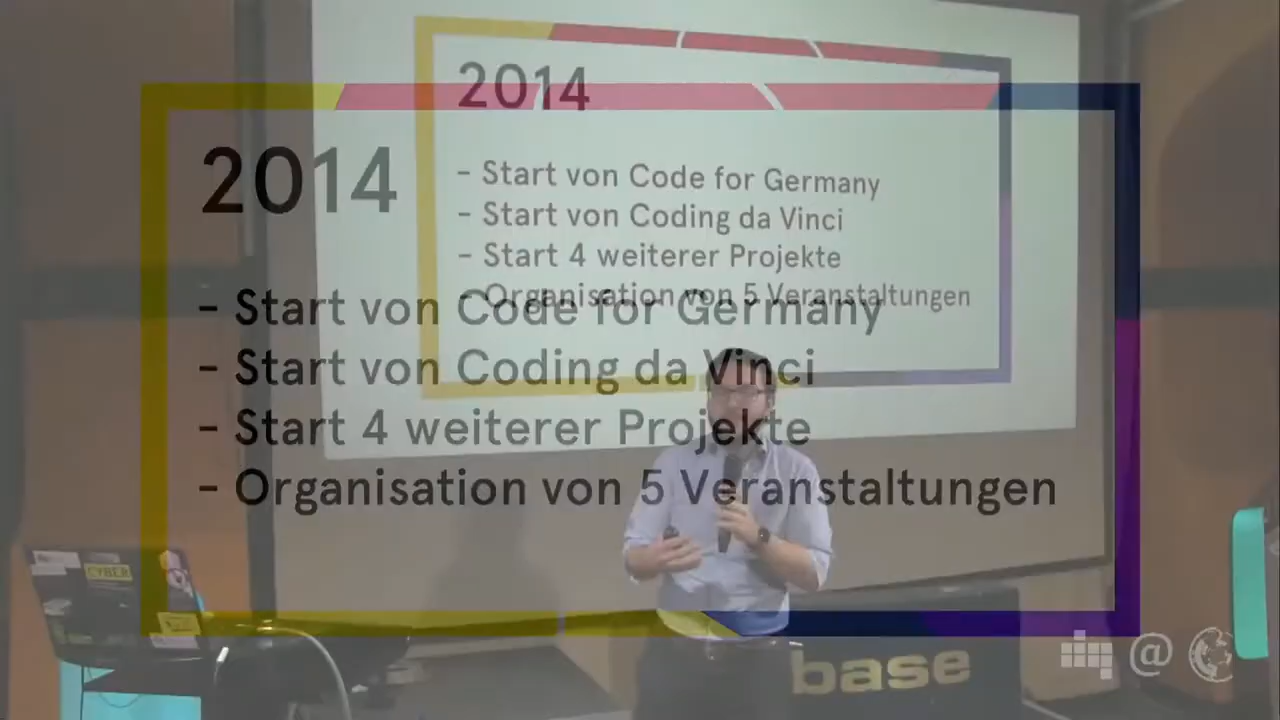 2014
- Start von Code for Germany
- Start von Coding da Vinci
- Start 4 weiterer Projekte
- Organisation von 5 Veranstaltungen
2014
- Start von Code for Germany
- Start von Coding da Vinci
- Start 4 weiterer Projekte
- Organisation von 5 Veranstaltungen
CYBER
base
@